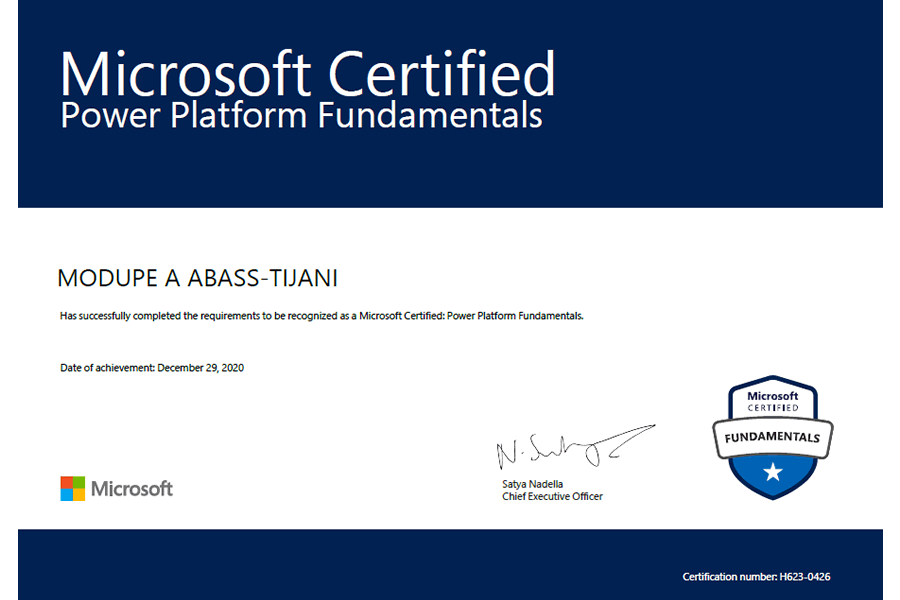 Microsoft Certified
Power Platform Fundamentals
MODUPE A ABASS-TIJANI
Has successfully completed the requirements to be recognized as a Microsoft Certified: Power Platform Fundamentals.
Date of achievement: December 29, 2020
Microsoft
CERTIFIED
FUNDAMENTALS
Satya Nadella
Chief Executive Officer
Microsoft
Certification number: H623-0426